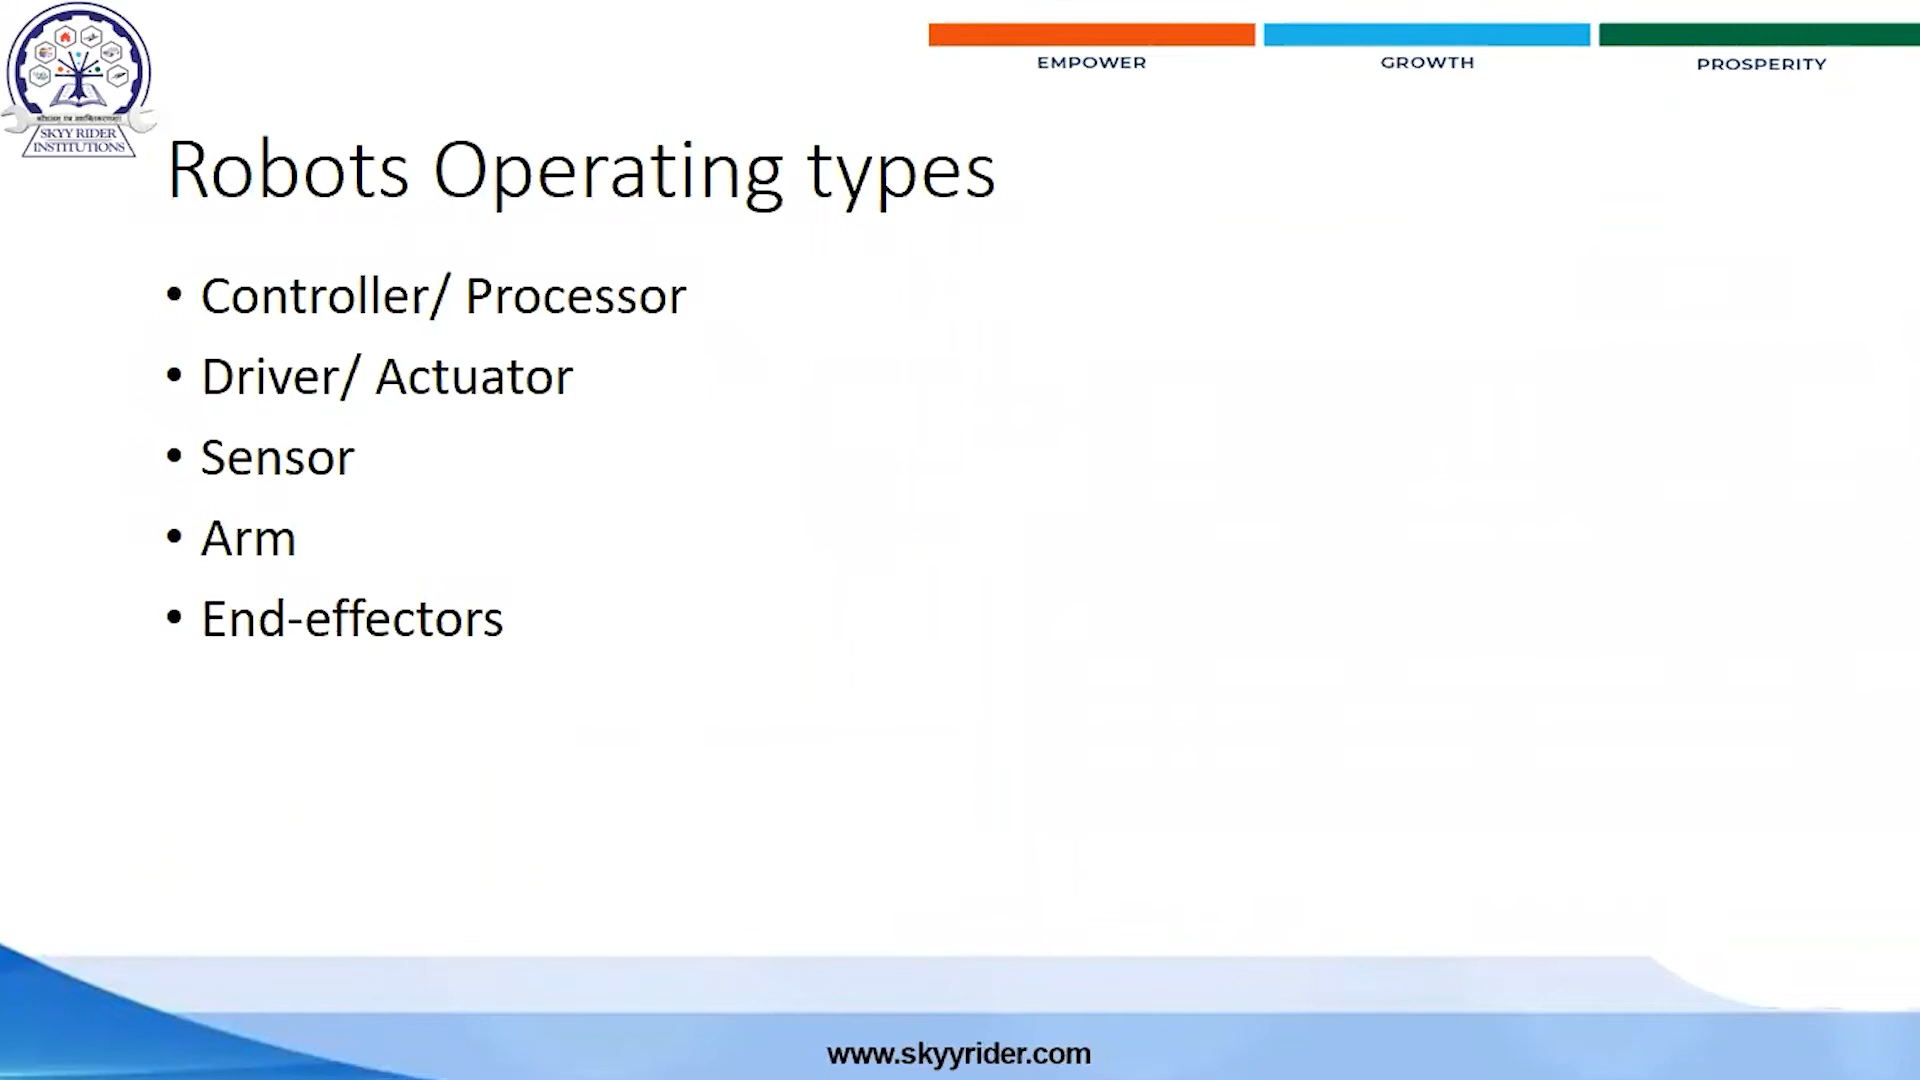 EMPOWER
GROWTH
PROSPERITY
SKYY RIDER
INSTITUTIONS
Robots Operating types
• Controller/ Processor
• Driver/ Actuator
• Sensor
• Arm
• End-effectors
www.skyyrider.com